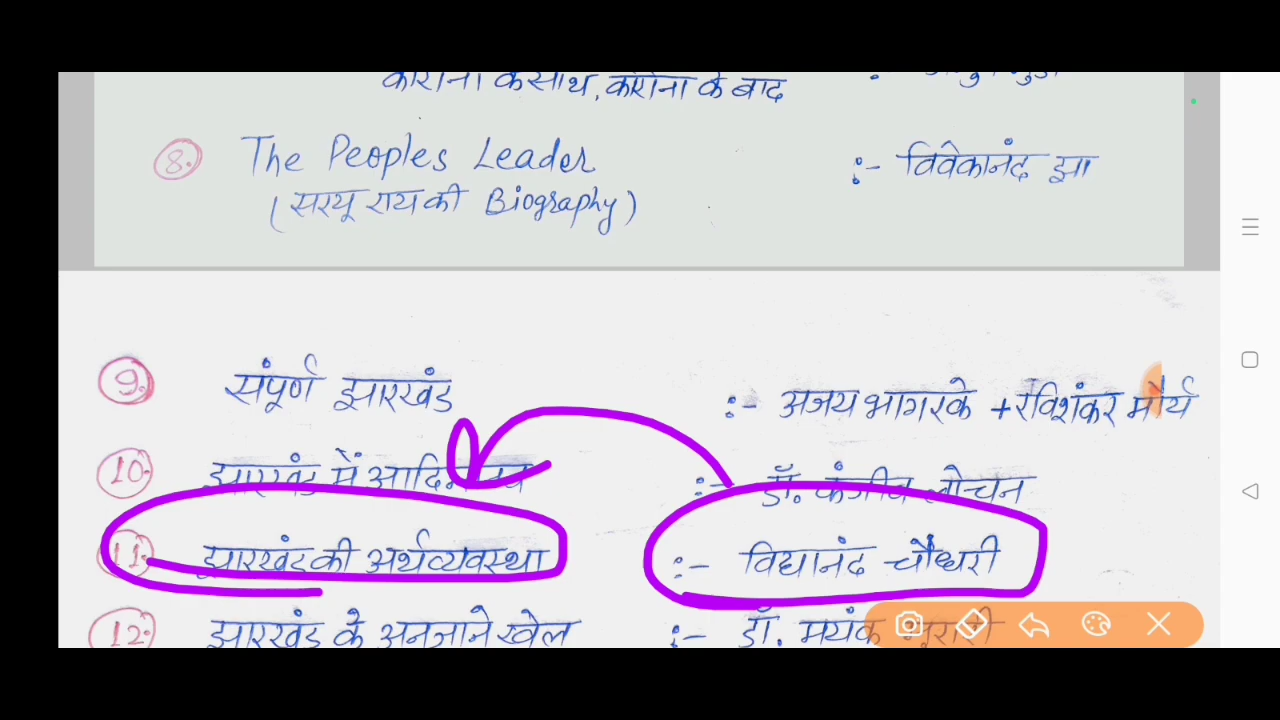 कोरोना के साथ, कोरोना के बाद :
8. The Peoples Leader :- विवेकानंद झा
(सरयू राय की Biography)
9. संपूर्ण झारखंड :- अजय भागरके + रविशंकर मौर्य
10. झारखंड में :- डॉ. कंजीव लोचन
11. झारखंड की अर्थव्यवस्था :- विद्यानंद चौधरी
12. झारखंड के अनजाने खेल :- डॉ. मयंक मुरारी